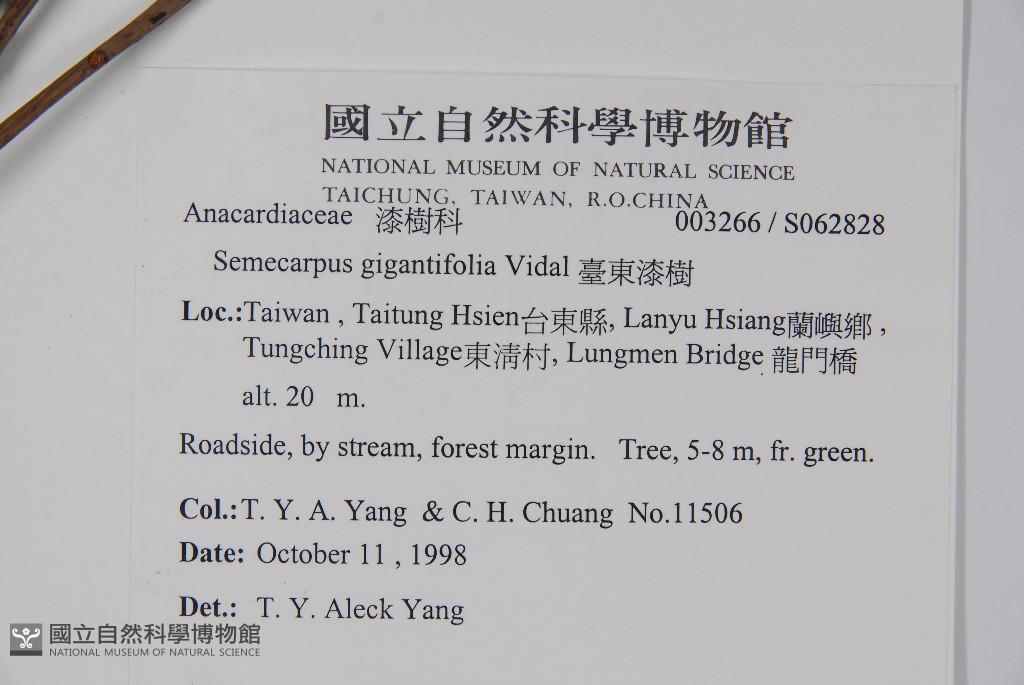 國立自然科學博物館
NATIONAL MUSEUM OF NATURAL SCIENCE
TAICHUNG, TAIWAN, R.O.CHINA
Anacardiaceae 漆樹科 003266 / S062828
Semecarpus gigantifolia Vidal 臺東漆樹
Loc.:Taiwan , Taitung Hsien台東縣, Lanyu Hsiang蘭嶼鄉 ,
Tungching Village東清村, Lungmen Bridge 龍門橋
alt. 20 m.
Roadside, by stream, forest margin. Tree, 5-8 m, fr. green.
Col.:T. Y. A. Yang & C. H. Chuang No.11506
Date: October 11 , 1998
Det.: T. Y. Aleck Yang
國立自然科學博物館
NATIONAL MUSEUM OF NATURAL SCIENCE